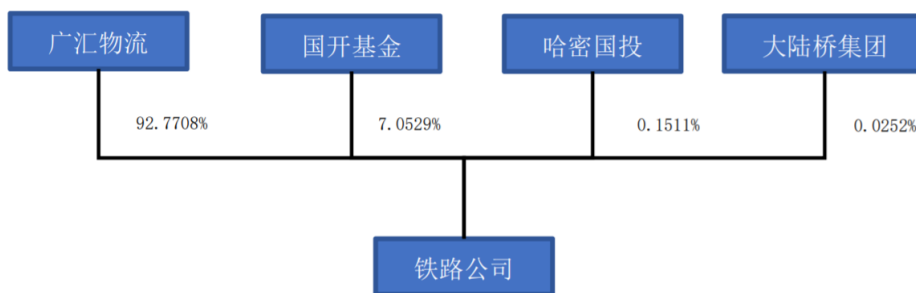 广汇物流
国开基金
哈密国投
大陆桥集团
92.7708%
7.0529%
0.1511%
0.0252%
铁路公司